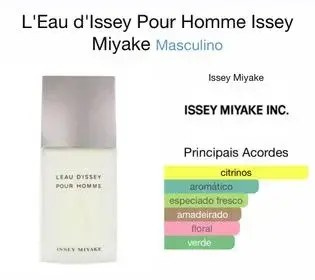 L'Eau d'Issey Pour Homme Issey
Miyake Masculino
Issey Miyake
ISSEY MIYAKE INC.
Principais Acordes
citrinos
aromático
especiado fresco
amadeirado
floral
verde
L'EAU D'ISSEY
POUR HOMME
ISSEY MIYAKE